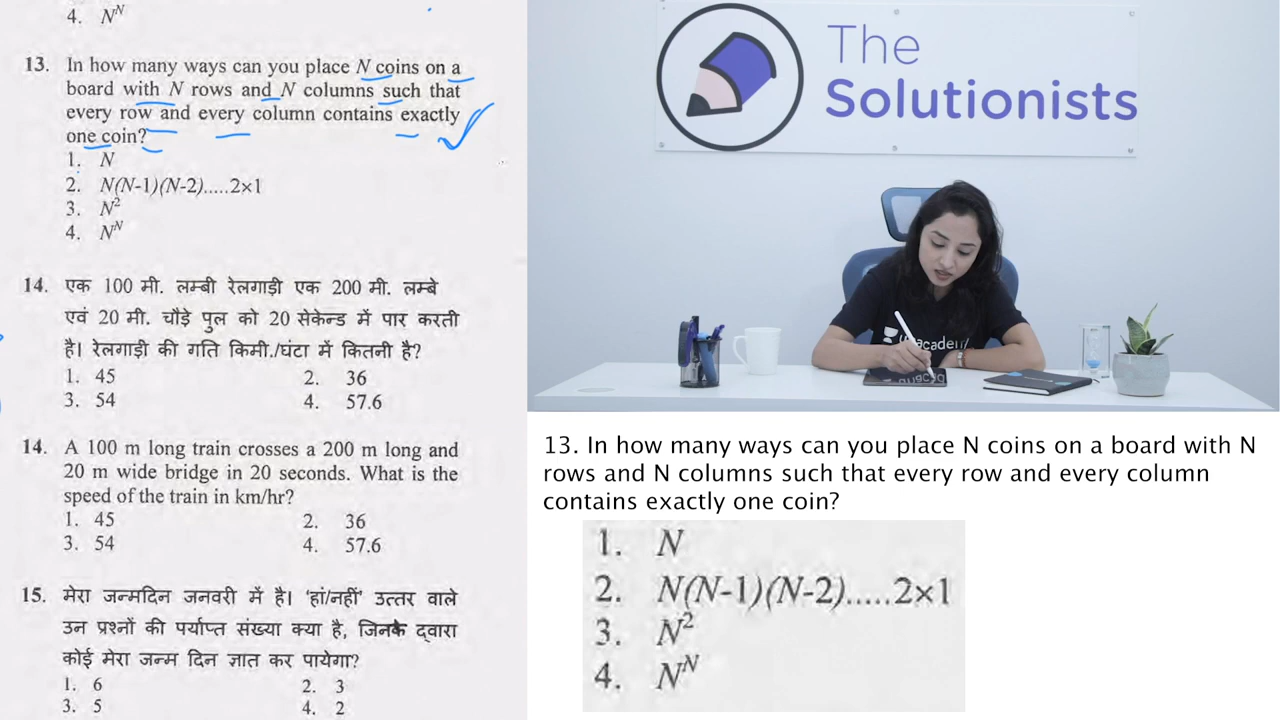 4. N^N
13. In how many ways can you place N coins on a
board with N rows and N columns such that
every row and every column contains exactly
one coin?
1. N
2. N(N-1)(N-2).....2×1
3. N²
4. N^N
14. एक 100 मी. लम्बी रेलगाड़ी एक 200 मी. लम्बे
एवं 20 मी. चौड़े पुल को 20 सेकेन्ड में पार करती
है। रेलगाड़ी की गति किमी./घंटा में कितनी है?
1. 45 2. 36
3. 54 4. 57.6
14. A 100 m long train crosses a 200 m long and
20 m wide bridge in 20 seconds. What is the
speed of the train in km/hr?
1. 45 2. 36
3. 54 4. 57.6
15. मेरा जन्मदिन जनवरी में है। 'हां/नहीं' उत्तर वाले
उन प्रश्नों की पर्याप्त संख्या क्या है, जिनके द्वारा
कोई मेरा जन्म दिन ज्ञात कर पायेगा?
1. 6 2. 3
3. 5 4. 2
The
Solutionists
13. In how many ways can you place N coins on a board with N
rows and N columns such that every row and every column
contains exactly one coin?
1. N
2. N(N-1)(N-2).....2×1
3. N²
4. N^N